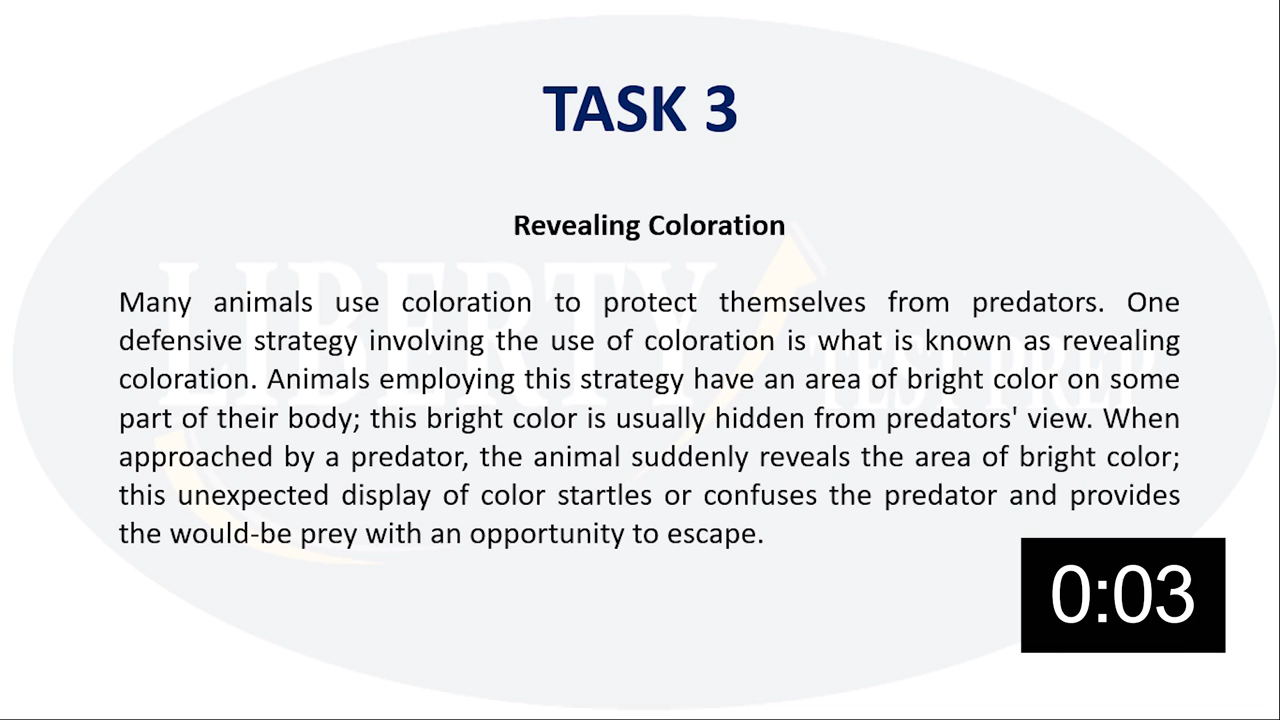 TASK 3
Revealing Coloration
Many animals use coloration to protect themselves from predators. One
defensive strategy involving the use of coloration is what is known as revealing
coloration. Animals employing this strategy have an area of bright color on some
part of their body; this bright color is usually hidden from predators' view. When
approached by a predator, the animal suddenly reveals the area of bright color;
this unexpected display of color startles or confuses the predator and provides
the would-be prey with an opportunity to escape.
0:03
LIBERTY
TEST PREP